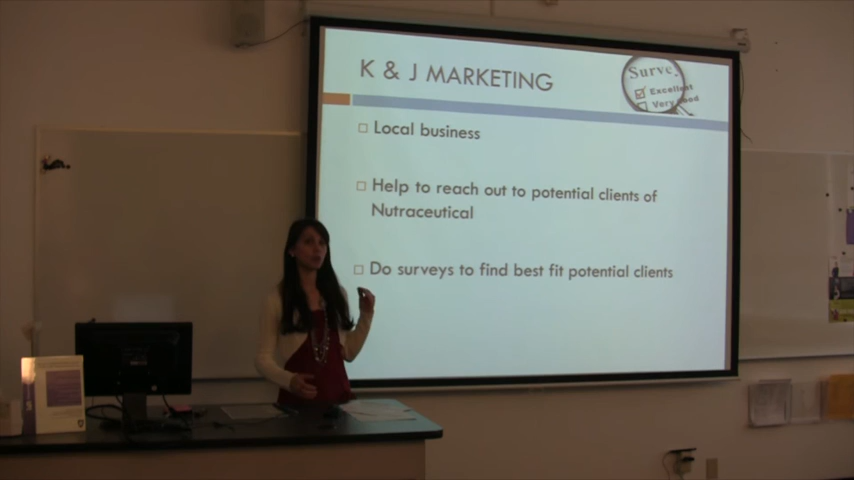 K & J MARKETING
Surve
Excellent
Very Good
Local business
Help to reach out to potential clients of
Nutraceutical
Do surveys to find best fit potential clients